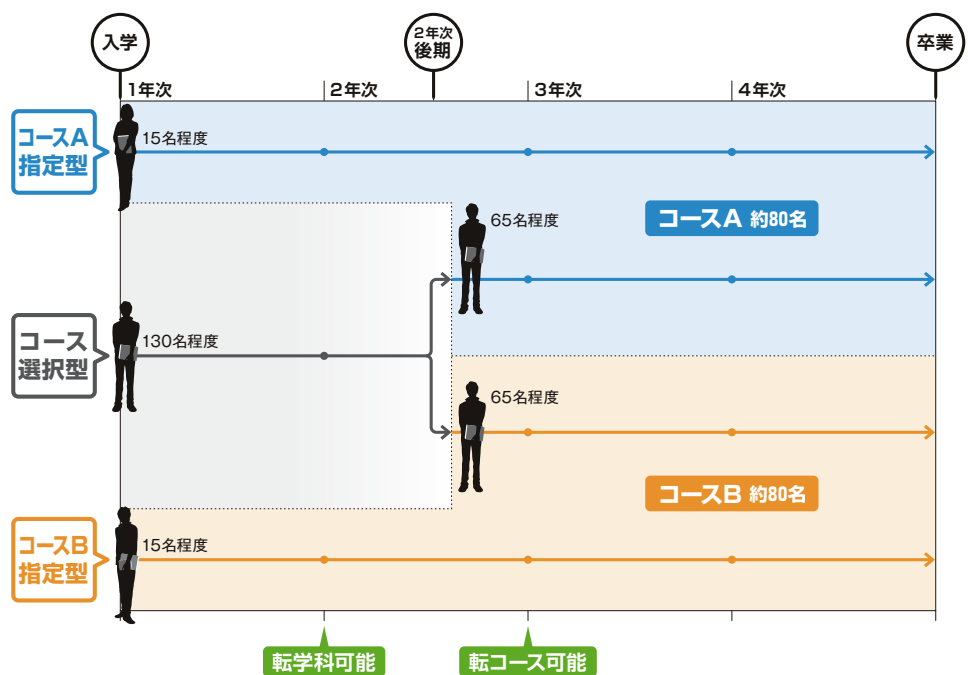 入学
2年次
後期
卒業
1年次
2年次
3年次
4年次
コースA
指定型
15名程度
65名程度
コースA 約80名
コース
選択型
130名程度
65名程度
コースB 約80名
コースB
指定型
15名程度
転学科可能
転コース可能